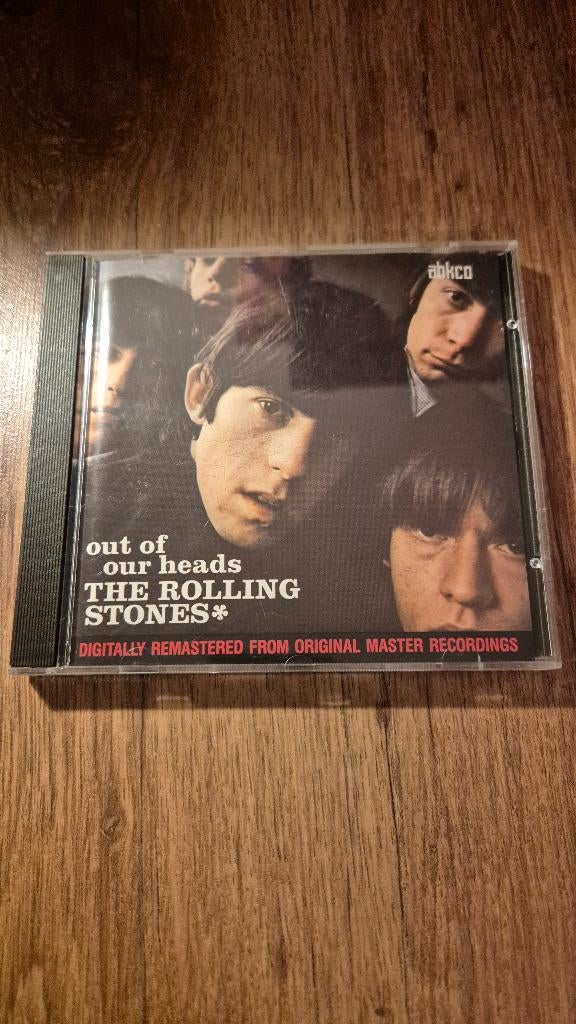 abkco
out of
our heads
THE ROLLING
STONES*
DIGITALLY REMASTERED FROM ORIGINAL MASTER RECORDINGS